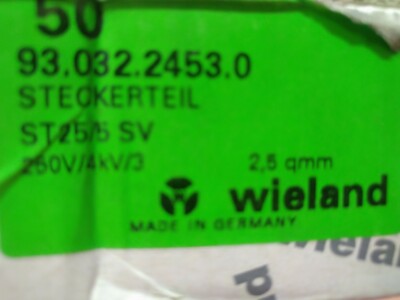 50
93.032.2453.0
STECKERTEIL
ST25/5 SV
250V/4kV/3 2,5 qmm
wieland
MADE IN GERMANY
wielan